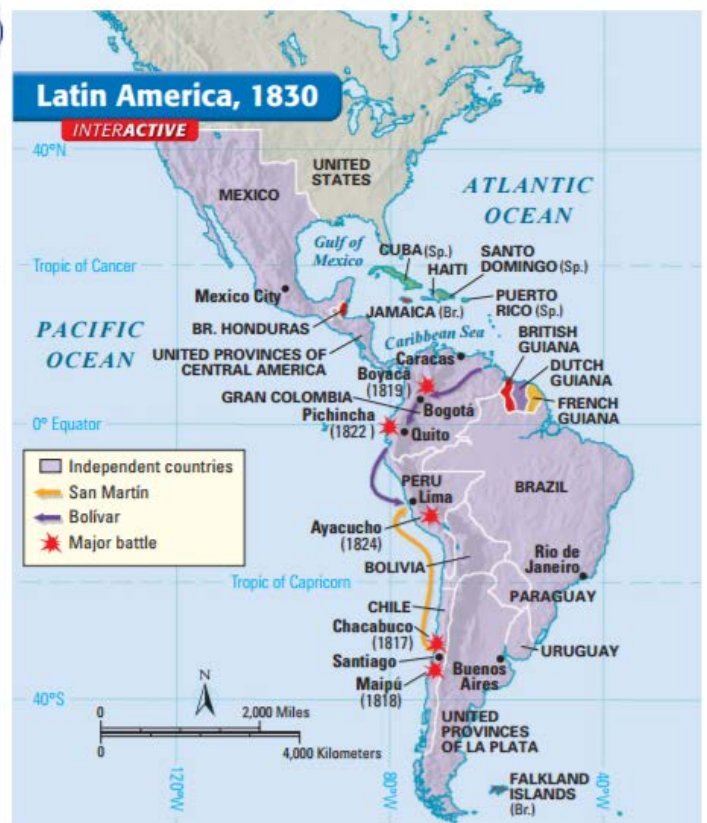 Latin America, 1830
INTERACTIVE
40°N
UNITED
STATES
MEXICO
ATLANTIC
OCEAN
Gulf of
Mexico
CUBA (Sp.)
SANTO
DOMINGO (Sp.)
HAITI
Tropic of Cancer
Mexico City
JAMAICA (Br.)
PUERTO
RICO (Sp.)
BR. HONDURAS
PACIFIC
OCEAN
Caribbean Sea
BRITISH
GUIANA
UNITED PROVINCES OF
CENTRAL AMERICA
Caracas
DUTCH
GUIANA
Boyacá
(1819)
GRAN COLOMBIA
Bogotá
FRENCH
GUIANA
Pichincha
(1822)
0° Equator
Quito
Independent countries
San Martín
Bolívar
Major battle
PERU
Lima
BRAZIL
Ayacucho
(1824)
BOLIVIA
Rio de
Janeiro
Tropic of Capricorn
PARAGUAY
CHILE
Chacabuco
(1817)
Santiago
URUGUAY
Buenos
Aires
Maipú
(1818)
40°S
N
0 2,000 Miles
0 4,000 Kilometers
UNITED
PROVINCES
OF LA PLATA
120°W
80°W
40°W
FALKLAND
ISLANDS
(Br.)